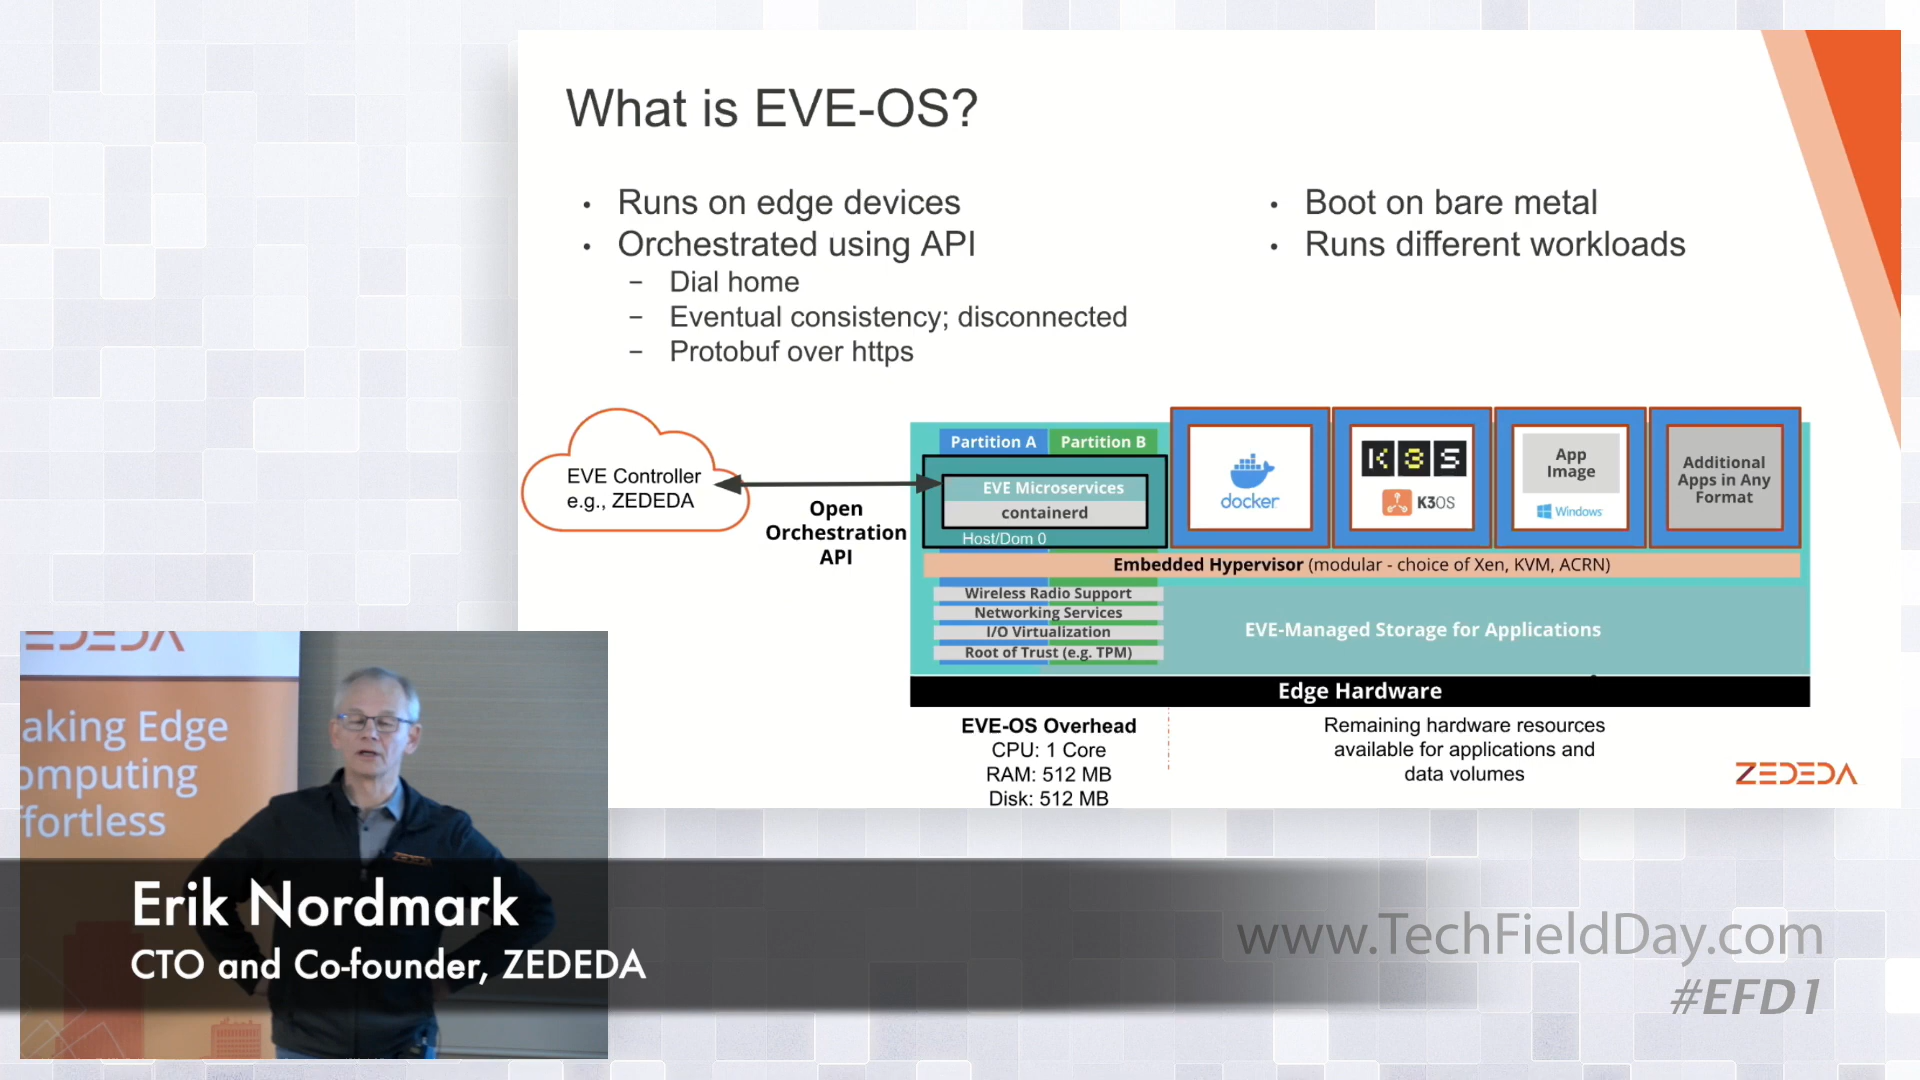 What is EVE-OS?
• Runs on edge devices
• Orchestrated using API
– Dial home
– Eventual consistency; disconnected
– Protobuf over https
• Boot on bare metal
• Runs different workloads
EVE Controller
e.g., ZEDEDA
Open
Orchestration
API
Partition A
Partition B
EVE Microservices
containerd
Host/Dom 0
docker
K3S
K3OS
App
Image
Windows
Additional
Apps in Any
Format
Embedded Hypervisor (modular - choice of Xen, KVM, ACRN)
Wireless Radio Support
Networking Services
I/O Virtualization
Root of Trust (e.g. TPM)
EVE-Managed Storage for Applications
Edge Hardware
EVE-OS Overhead
CPU: 1 Core
RAM: 512 MB
Disk: 512 MB
Remaining hardware resources
available for applications and
data volumes
ZEDEDA
EDEDA
aking Edge
omputing
fortless
Erik Nordmark
CTO and Co-founder, ZEDEDA
www.TechFieldDay.com
#EFD1